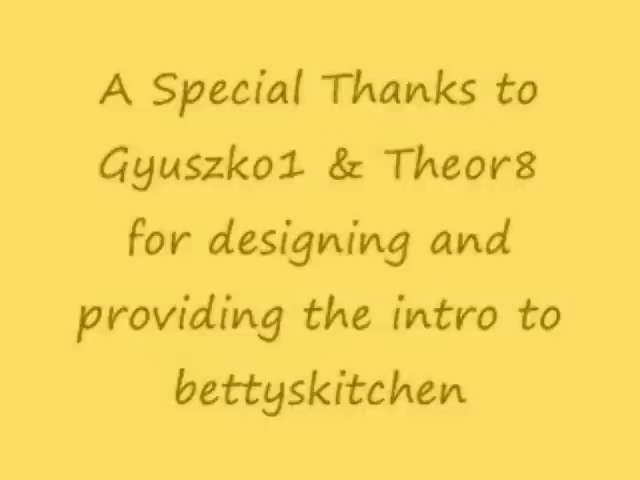 A Special Thanks to
Gyuszko1 & Theor8
for designing and
providing the intro to
bettyskitchen